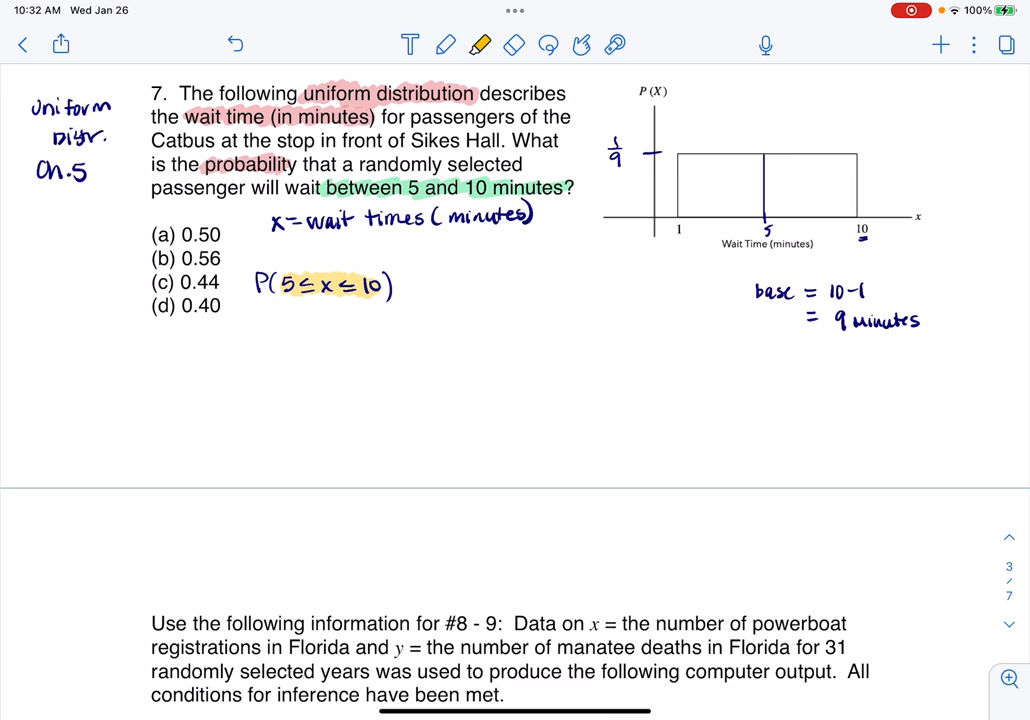 10:32 AM Wed Jan 26
100%
uniform
Distr.
Ch.5
7. The following uniform distribution describes
the wait time (in minutes) for passengers of the
Catbus at the stop in front of Sikes Hall. What
is the probability that a randomly selected
passenger will wait between 5 and 10 minutes?
x=wait times (minutes)
(a) 0.50
(b) 0.56
(c) 0.44
(d) 0.40
P(5≤x≤10)
P (X)
1/9
x
1
5
10
Wait Time (minutes)
base = 10-1
= 9 minutes
3
/
7
Use the following information for #8 - 9: Data on x = the number of powerboat
registrations in Florida and y = the number of manatee deaths in Florida for 31
randomly selected years was used to produce the following computer output. All
conditions for inference have been met.